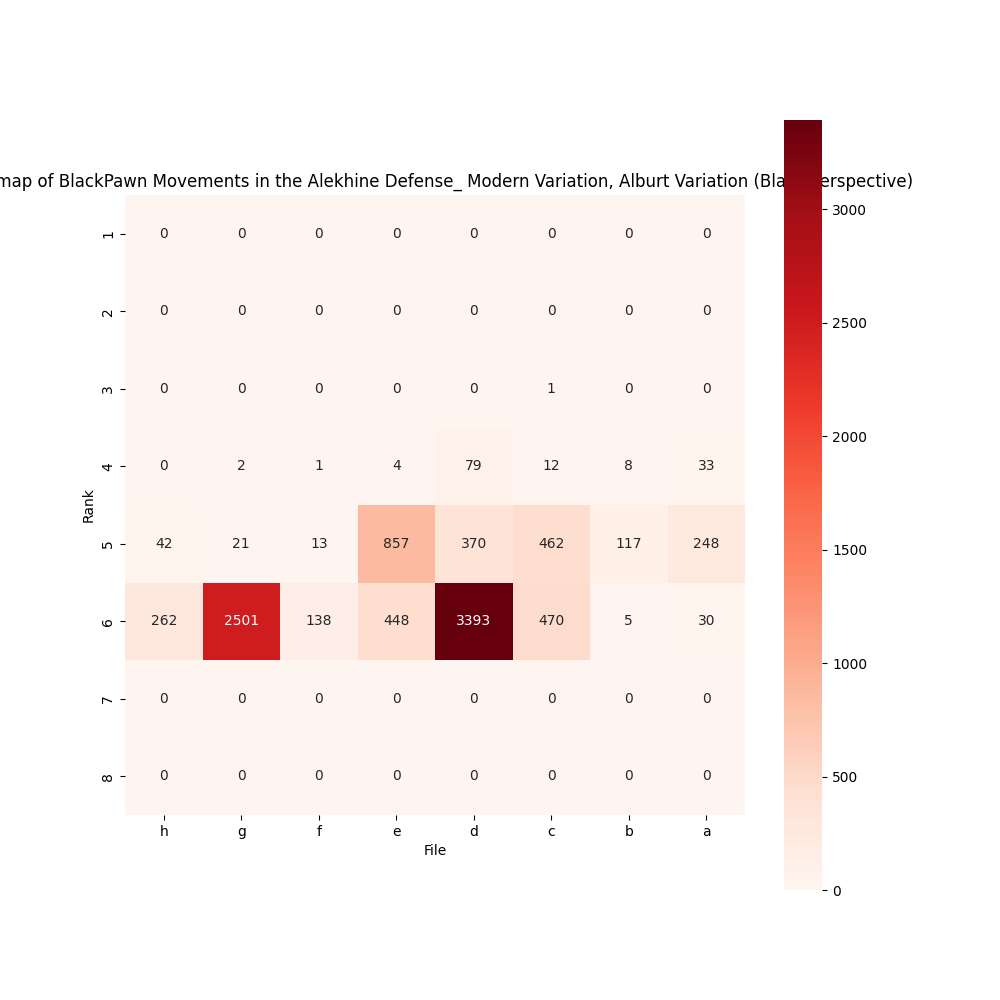 map of BlackPawn Movements in the Alekhine Defense_ Modern Variation, Alburt Variation (Bla erspective)
3000
2500
2000
1500
1000
500
0
Rank
1 0 0 0 0 0 0 0 0
2 0 0 0 0 0 0 0 0
3 0 0 0 0 0 1 0 0
4 0 2 1 4 79 12 8 33
5 42 21 13 857 370 462 117 248
6 262 2501 138 448 3393 470 5 30
7 0 0 0 0 0 0 0 0
8 0 0 0 0 0 0 0 0
h g f e d c b a
File